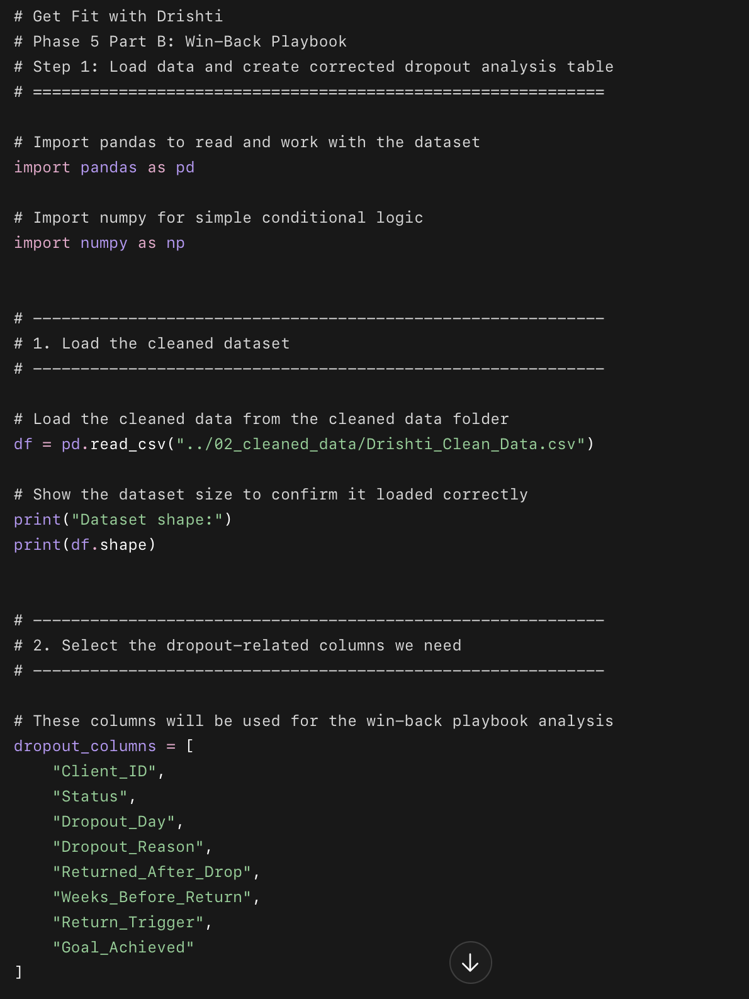 # Get Fit with Drishti
# Phase 5 Part B: Win-Back Playbook
# Step 1: Load data and create corrected dropout analysis table
# ============================================================
# Import pandas to read and work with the dataset
import pandas as pd
# Import numpy for simple conditional logic
import numpy as np
# ------------------------------------------------------------
# 1. Load the cleaned dataset
# ------------------------------------------------------------
# Load the cleaned data from the cleaned data folder
df = pd.read_csv("../02_cleaned_data/Drishti_Clean_Data.csv")
# Show the dataset size to confirm it loaded correctly
print("Dataset shape:")
print(df.shape)
# ------------------------------------------------------------
# 2. Select the dropout-related columns we need
# ------------------------------------------------------------
# These columns will be used for the win-back playbook analysis
dropout_columns = [
    "Client_ID",
    "Status",
    "Dropout_Day",
    "Dropout_Reason",
    "Returned_After_Drop",
    "Weeks_Before_Return",
    "Return_Trigger",
    "Goal_Achieved"
]